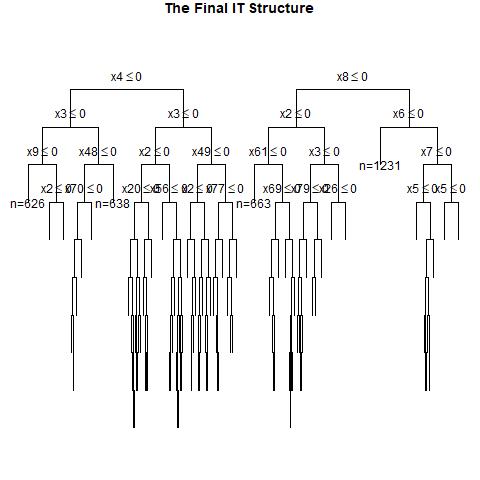 The Final IT Structure
x4 ≤ 0 x8 ≤ 0
x3 ≤ 0 x3 ≤ 0 x2 ≤ 0 x6 ≤ 0
x9 ≤ 0 x48 ≤ 0 x2 ≤ 0 x49 ≤ 0 x61 ≤ 0 x3 ≤ 0 n=1231 x7 ≤ 0
n=626 x2 ≤ 0 x70 ≤ 0 n=638 x20 ≤ 0 x56 ≤ 0 ≤ 0 x77 ≤ 0 n=663 x69 ≤ 0 x79 ≤ 0 x26 ≤ 0 x5 ≤ 0 x5 ≤ 0